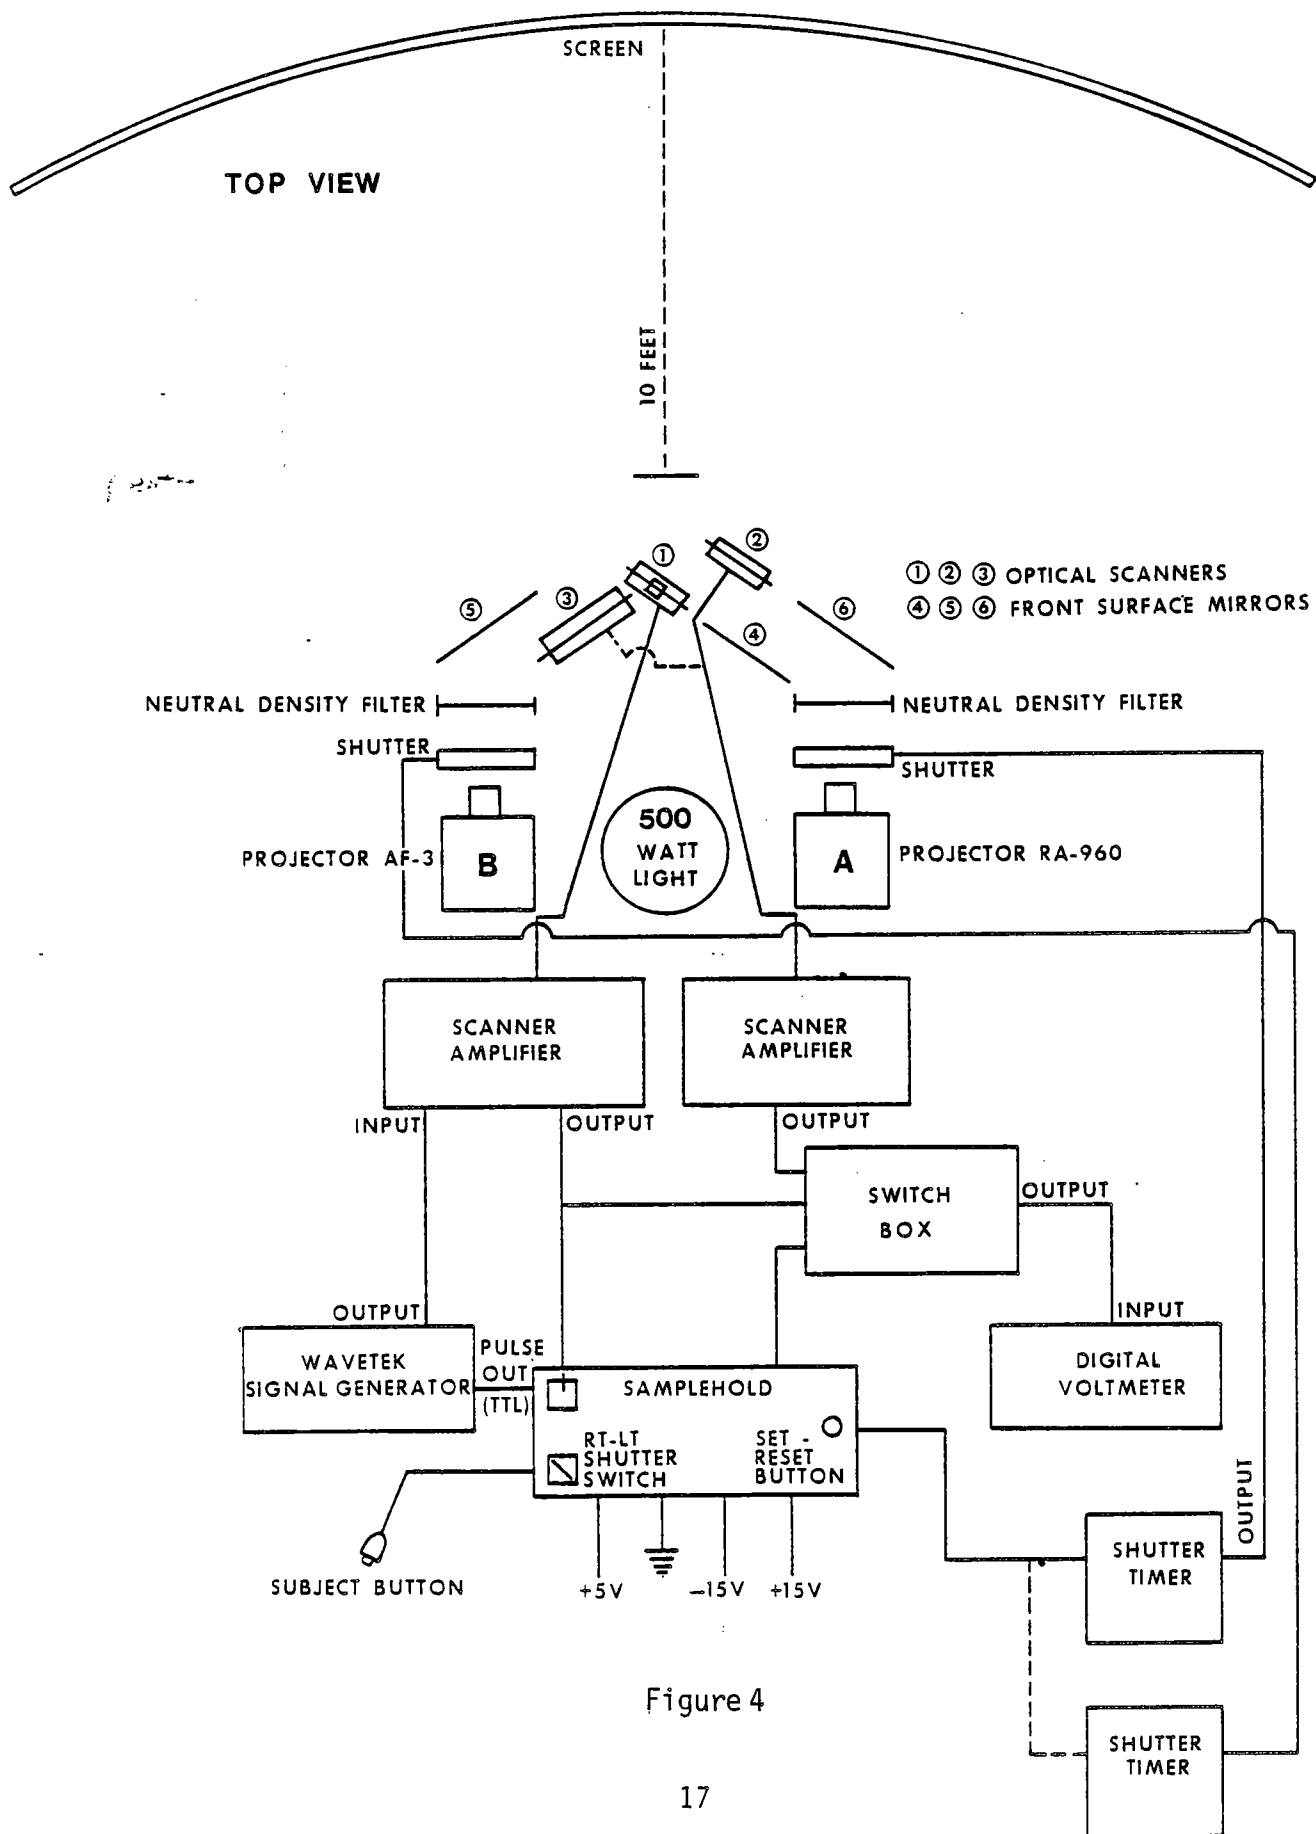 SCREEN
TOP VIEW
10 FEET
① ② ③ OPTICAL SCANNERS
④ ⑤ ⑥ FRONT SURFACE MIRRORS
①
②
③
④
⑤
⑥
NEUTRAL DENSITY FILTER
NEUTRAL DENSITY FILTER
SHUTTER
SHUTTER
500
WATT
LIGHT
PROJECTOR AF-3
B
A
PROJECTOR RA-960
SCANNER
AMPLIFIER
SCANNER
AMPLIFIER
INPUT
OUTPUT
OUTPUT
SWITCH
BOX
OUTPUT
OUTPUT
INPUT
WAVETEK
SIGNAL GENERATOR
PULSE
OUT
(TTL)
SAMPLEHOLD
DIGITAL
VOLTMETER
RT-LT
SHUTTER
SWITCH
SET -
RESET
BUTTON
OUTPUT
SUBJECT BUTTON
+5V
-15V
+15V
SHUTTER
TIMER
SHUTTER
TIMER
Figure 4
17